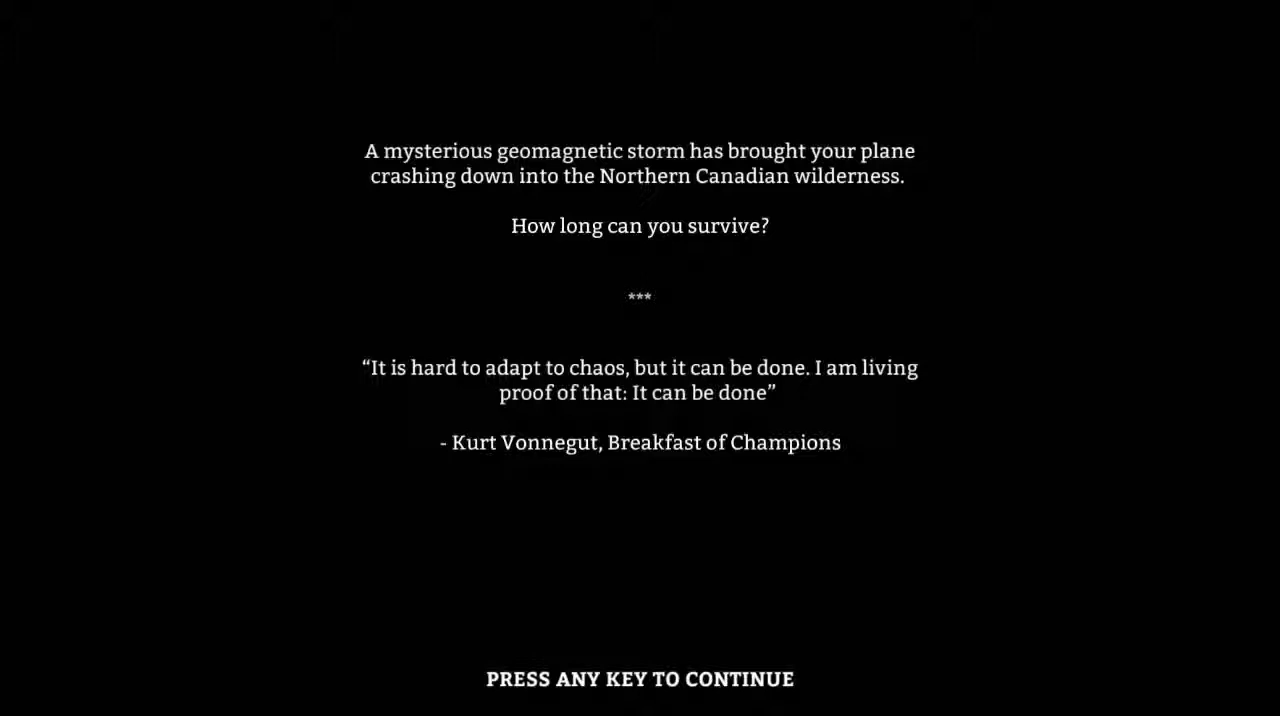 A mysterious geomagnetic storm has brought your plane
crashing down into the Northern Canadian wilderness.
How long can you survive?
***
“It is hard to adapt to chaos, but it can be done. I am living
proof of that: It can be done”
- Kurt Vonnegut, Breakfast of Champions
PRESS ANY KEY TO CONTINUE